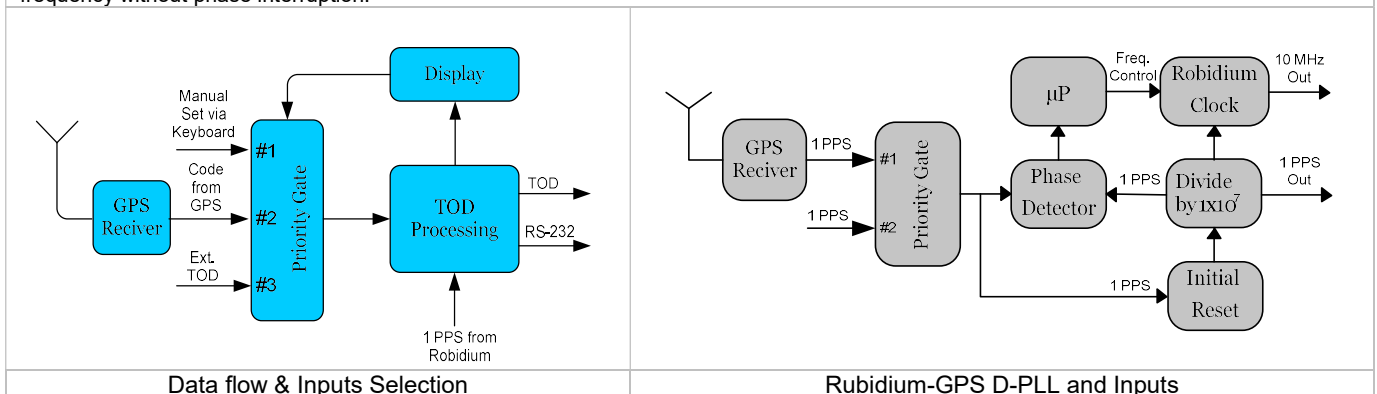 frequency without phase interruption.
Display
Manual
Set via
Keyboard
#1
Code
from
GPS
GPS
Reciver
#2
Priority Gate
TOD
Processing
TOD
RS-232
Ext.
TOD
#3
1 PPS from
Robidium
Data flow & Inputs Selection
GPS
Reciver
1 PPS
#1
1 PPS
#2
Priority Gate
µP
Freq.
Control
Robidium
Clock
10 MHz
Out
Phase
Detector
1 PPS
Divide
by 1x10⁷
1 PPS
Out
1 PPS
Initial
Reset
Rubidium-GPS D-PLL and Inputs